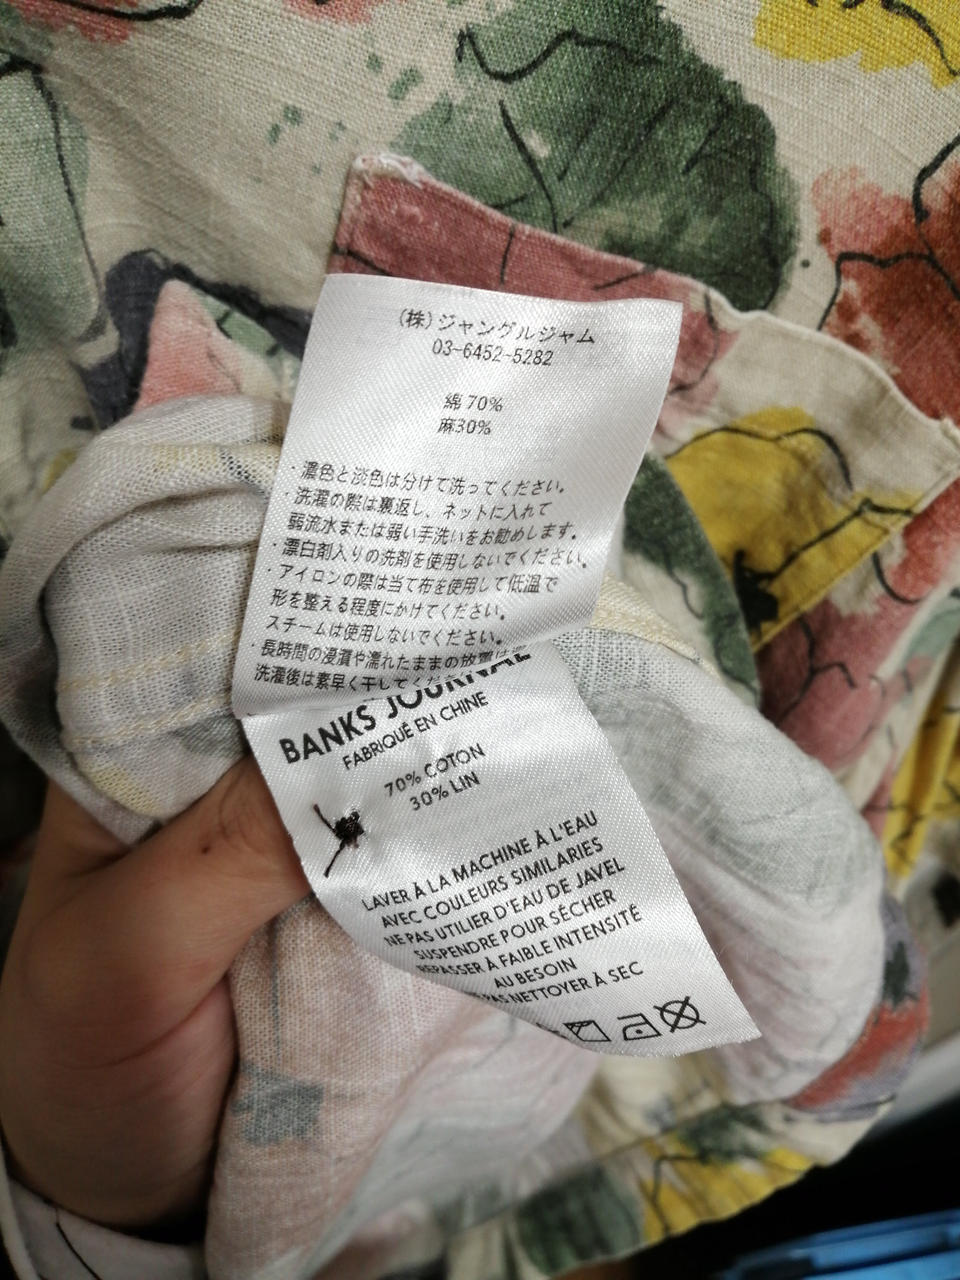 (株)ジャングルジャム
03-6452-5282
綿 70%
麻30%
・濃色と淡色は分けて洗ってください。
・洗濯の際は裏返し、ネットに入れて
弱流水または弱い手洗いをお勧めします。
・漂白剤入りの洗剤を使用しないでください。
・アイロンの際は当て布を使用して低温で
形を整える程度にかけてください。
スチームは使用しないでください。
・長時間の浸漬や濡れたままの放置は
洗濯後は素早く干してくだ
BANKS JOURNAL
FABRIQUÉ EN CHINE
70% COTON
30% LIN
LAVER À LA MACHINE À L'EAU
AVEC COULEURS SIMILARIES
NE PAS UTILIER D'EAU DE JAVEL
SUSPENDRE POUR SÉCHER
REPASSER À FAIBLE INTENSITÉ
AU BESOIN
PAS NETTOYER À SEC